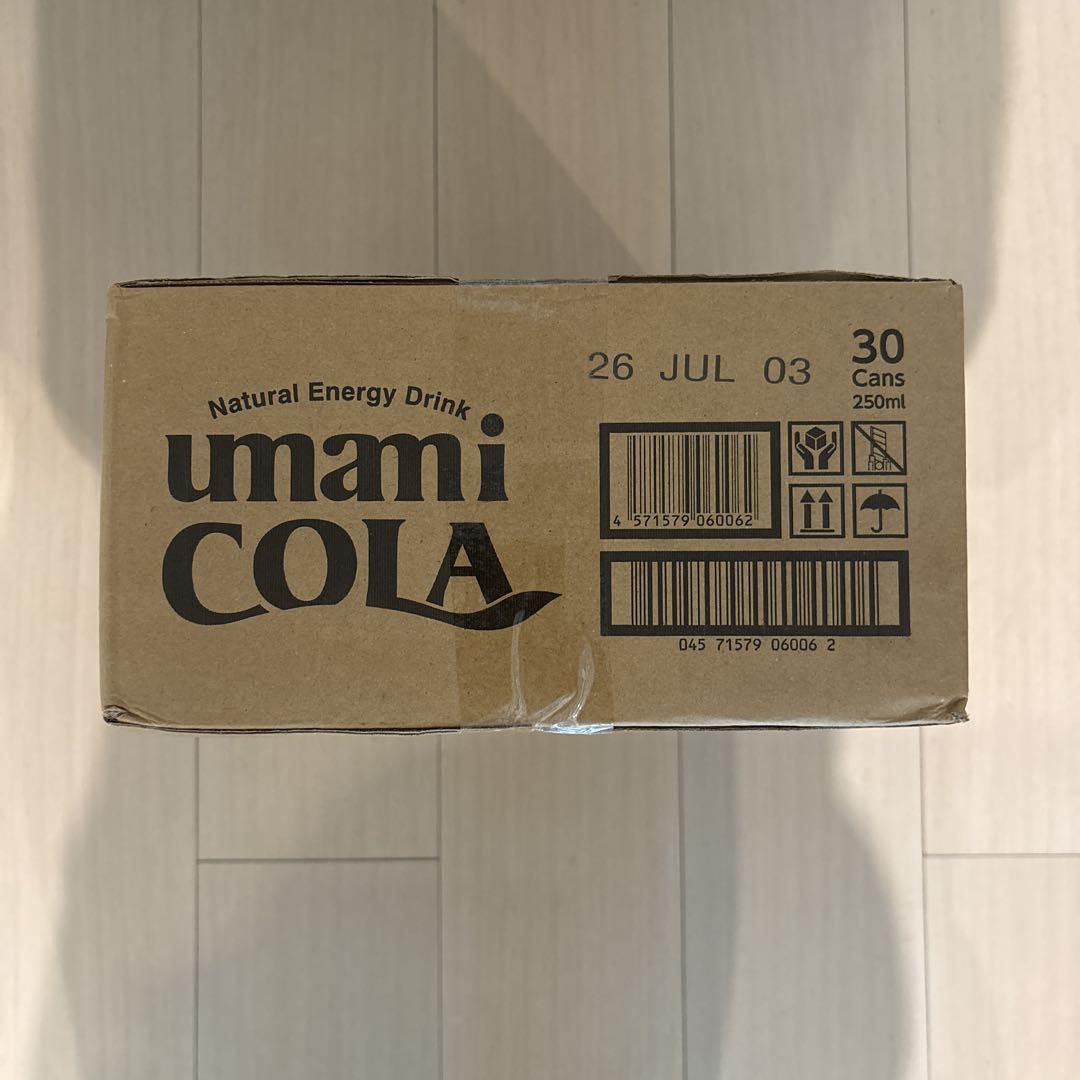 Natural Energy Drink
umami
COLA
26 JUL 03
30
Cans
250ml
4 571579 060062
045 71579 06006 2